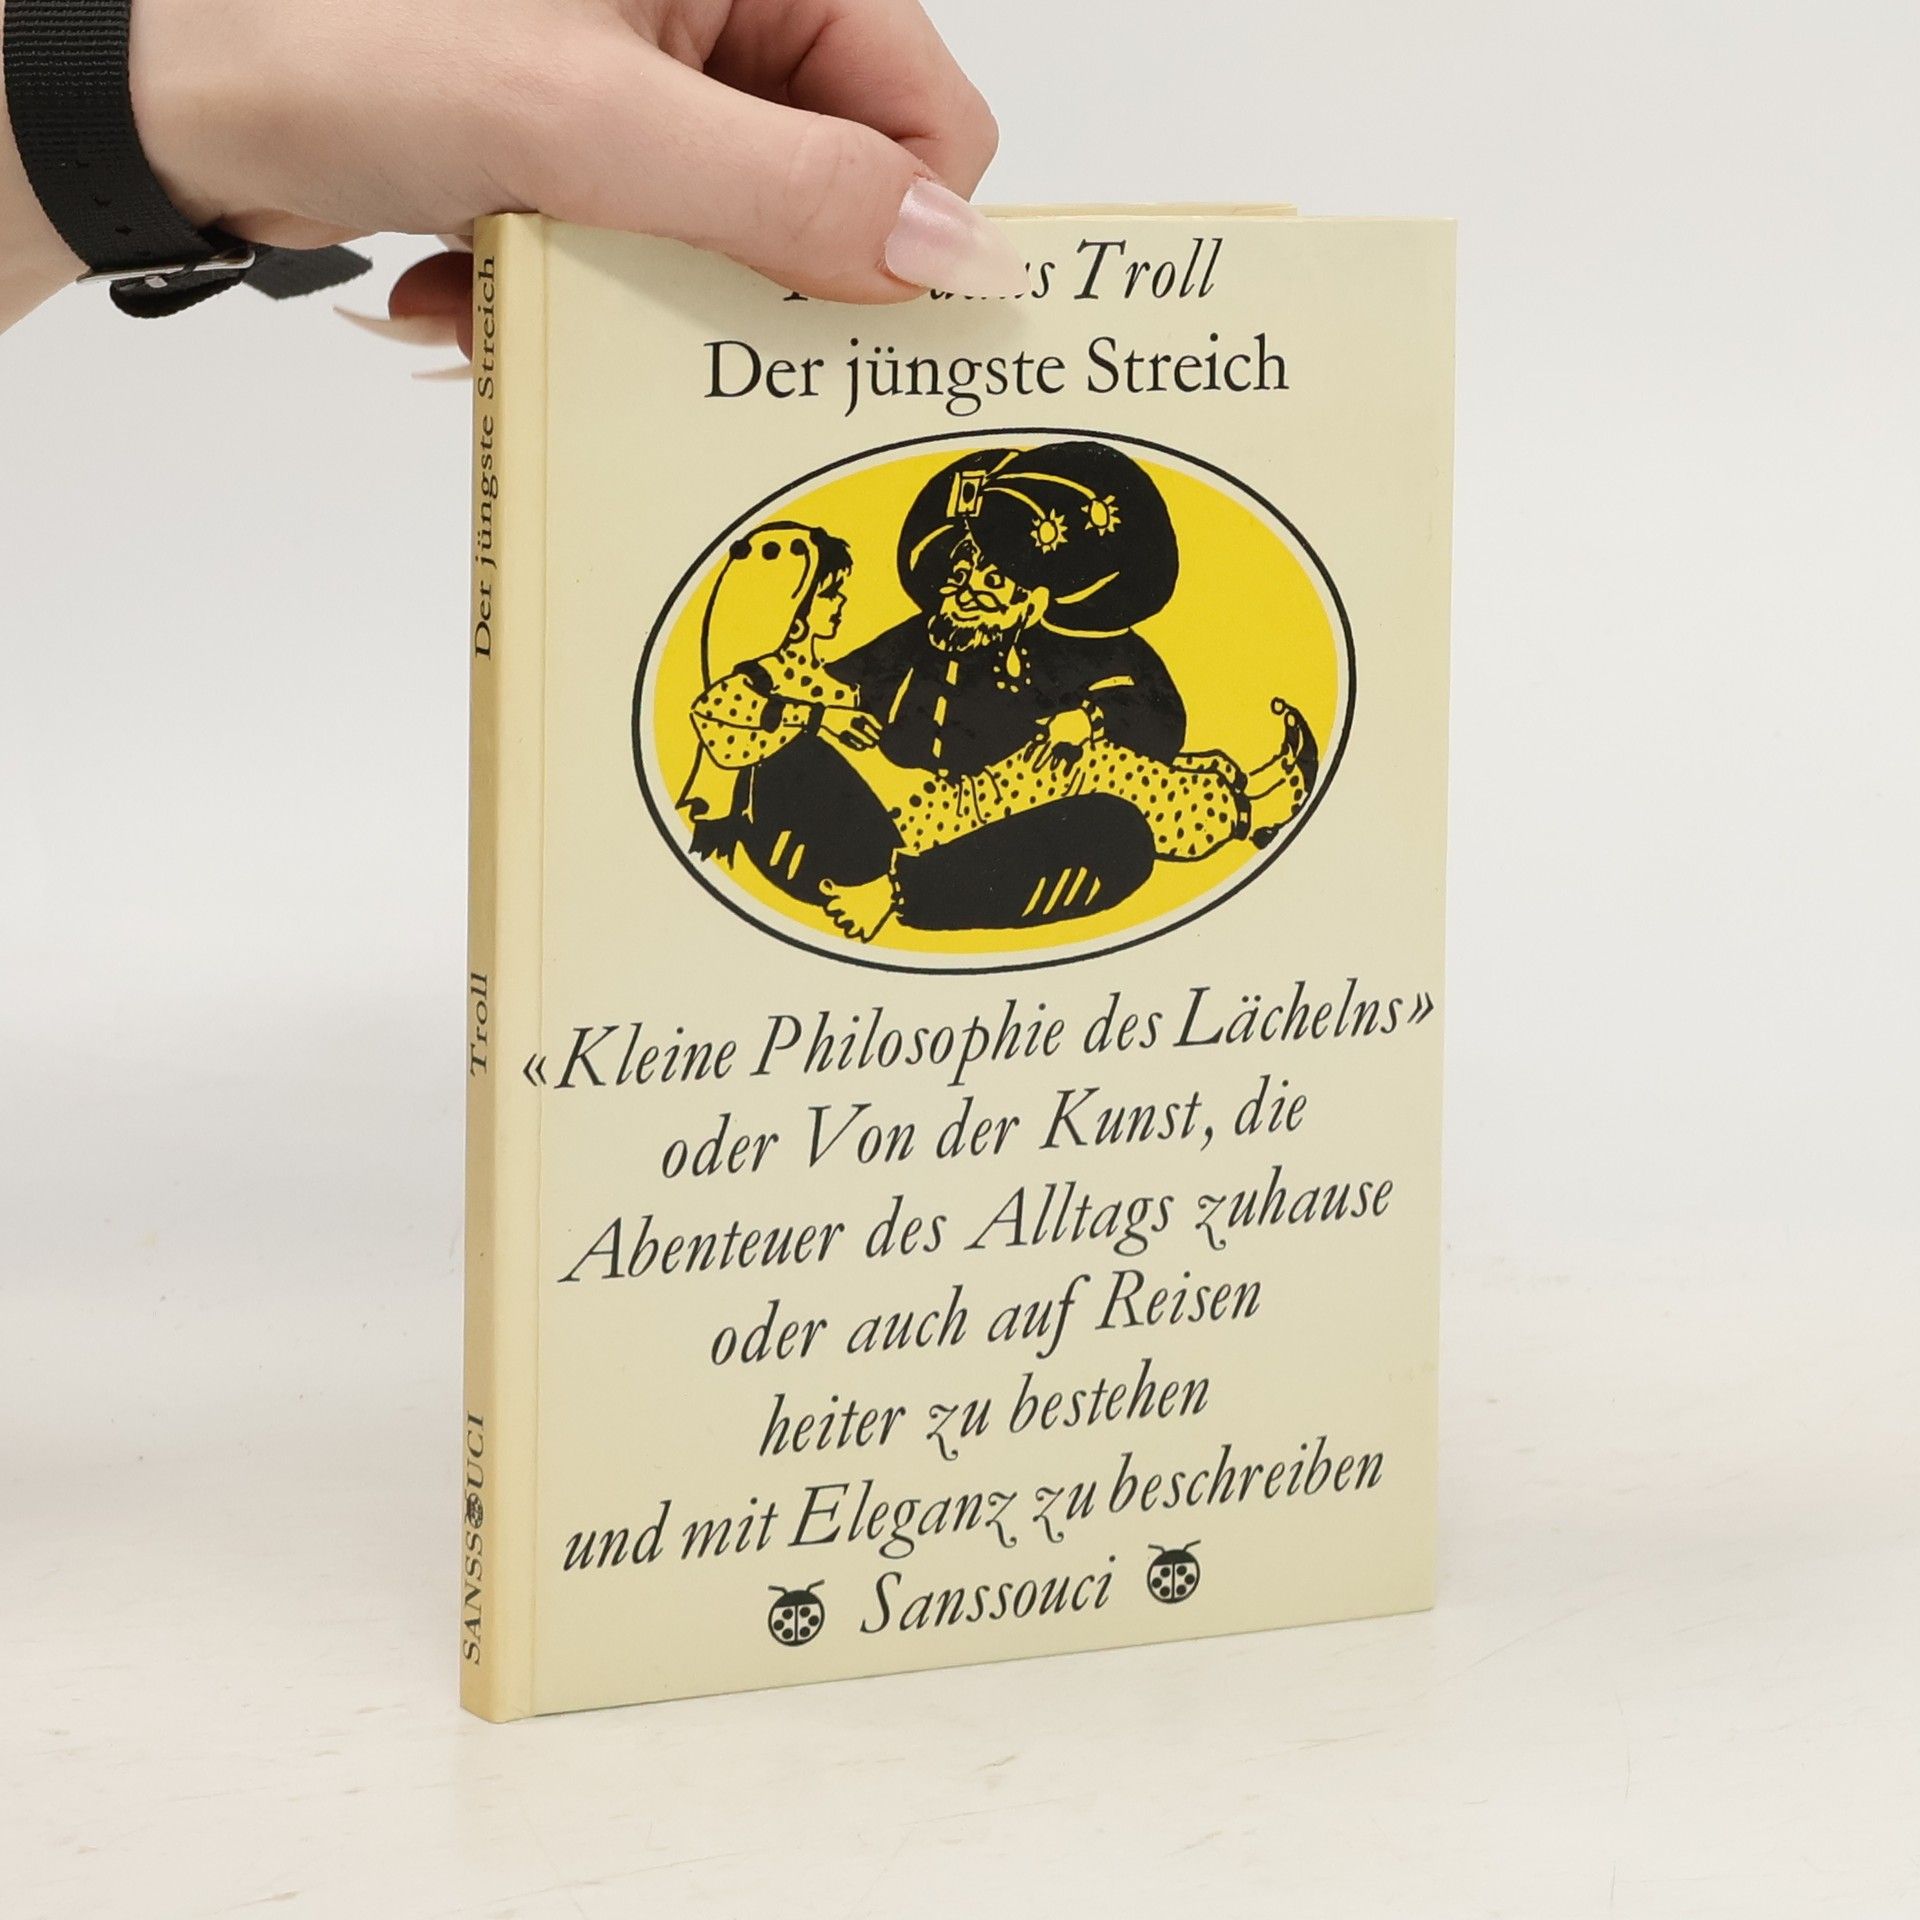 Troll
Der jüngste Streich
«Kleine Philosophie des Lächelns»
oder Von der Kunst, die
Abenteuer des Alltags zuhause
oder auch auf Reisen
heiter zu bestehen
und mit Eleganz zu beschreiben
Sanssouci
Der jüngste Streich
Troll
SANSSOUCI